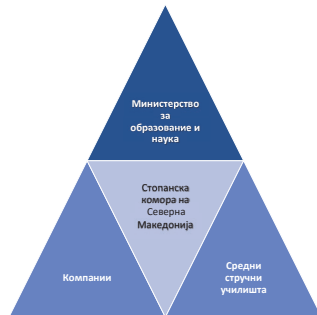 Министерство
за
образование и
наука
Стопанска
комора на
Северна
Македонија
Компании
Средни
стручни
училишта